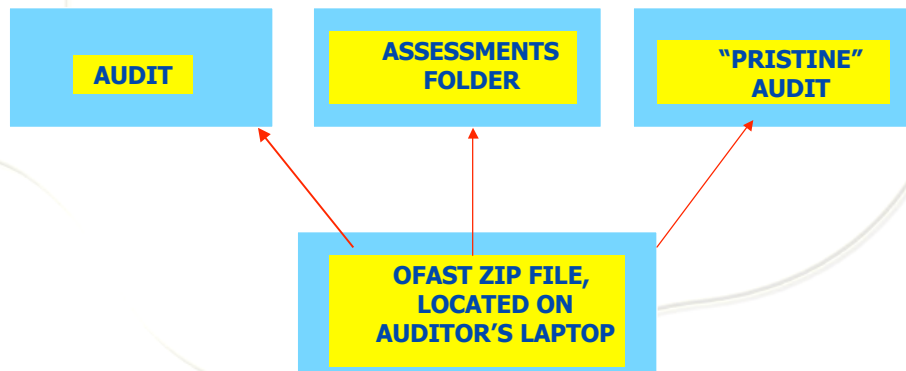 AUDIT
ASSESSMENTS
FOLDER
“PRISTINE”
AUDIT
OFAST ZIP FILE,
LOCATED ON
AUDITOR’S LAPTOP